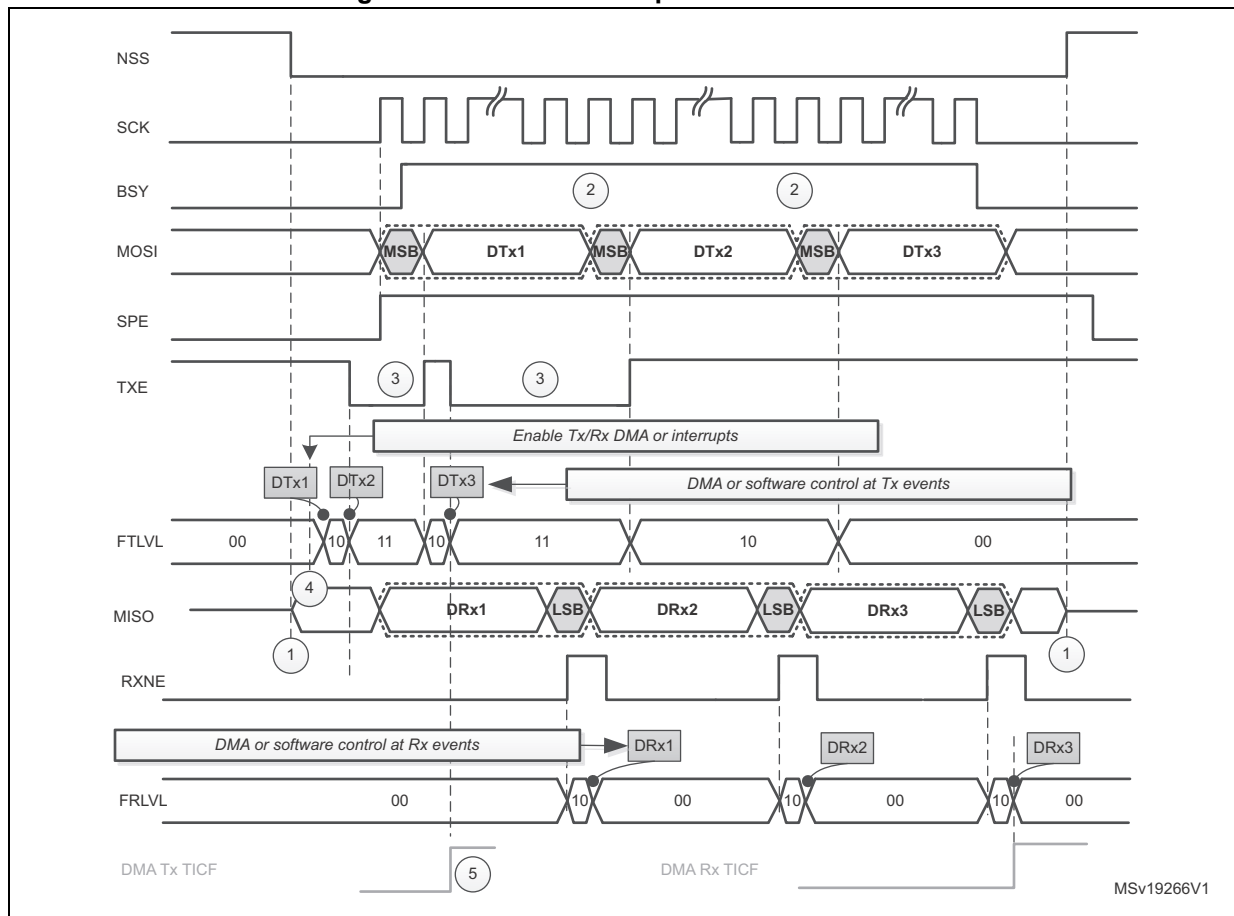 NSS
SCK
BSY
2 2
MOSI
MSB DTx1 MSB DTx2 MSB DTx3
SPE
TXE
3 3
Enable Tx/Rx DMA or interrupts
DTx1 DTx2 DTx3 DMA or software control at Tx events
FTLVL 00 10 11 10 11 10 00
4
MISO DRx1 LSB DRx2 LSB DRx3 LSB
1 1
RXNE
DMA or software control at Rx events DRx1 DRx2 DRx3
FRLVL 00 10 00 10 00 10 00
DMA Tx TICF 5 DMA Rx TICF
MSv19266V1